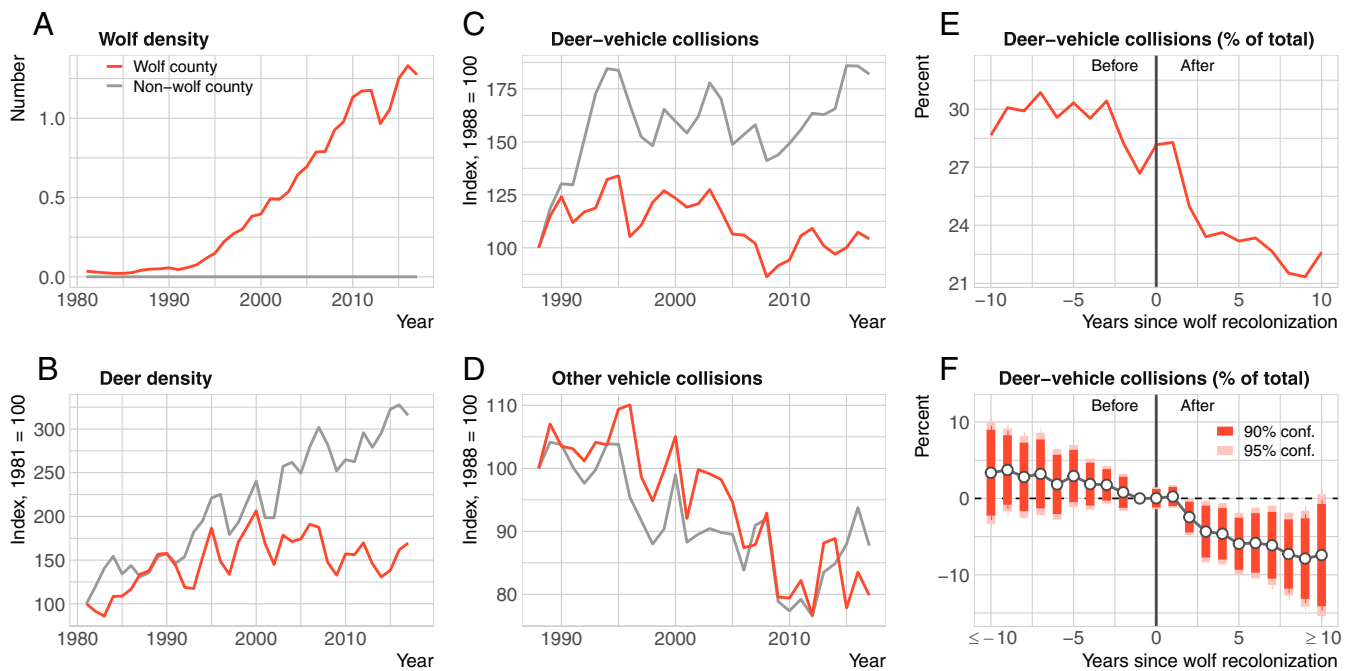 A
Wolf density
Number
Wolf county
Non−wolf county
1.0
0.5
0.0
1980
1990
2000
2010
Year
B
Deer density
Index, 1981 = 100
300
250
200
150
100
1980
1990
2000
2010
Year
C
Deer−vehicle collisions
Index, 1988 = 100
175
150
125
100
1990
2000
2010
Year
D
Other vehicle collisions
Index, 1988 = 100
110
100
90
80
1990
2000
2010
Year
E
Deer−vehicle collisions (% of total)
Before
After
Percent
30
27
24
21
−10
−5
0
5
10
Years since wolf recolonization
F
Deer−vehicle collisions (% of total)
Before
After
Percent
90% conf.
95% conf.
10
0
−10
≤ −10
−5
0
5
≥ 10
Years since wolf recolonization